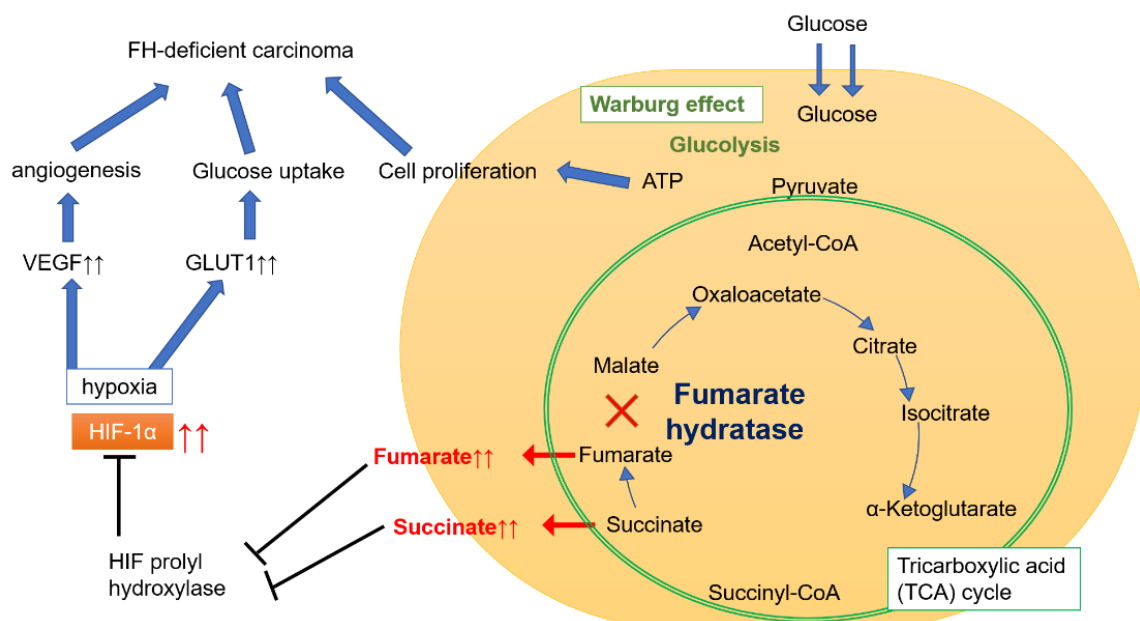 Glucose
FH-deficient carcinoma
Warburg effect
Glucose
Glucolysis
angiogenesis
Glucose uptake
Cell proliferation
ATP
Pyruvate
Acetyl-CoA
VEGF↑↑
GLUT1↑↑
Oxaloacetate
Citrate
Malate
hypoxia
Fumarate
hydratase
Isocitrate
HIF-1α ↑↑
Fumarate↑↑
Fumarate
α-Ketoglutarate
Succinate↑↑
Succinate
HIF prolyl
hydroxylase
Tricarboxylic acid
(TCA) cycle
Succinyl-CoA